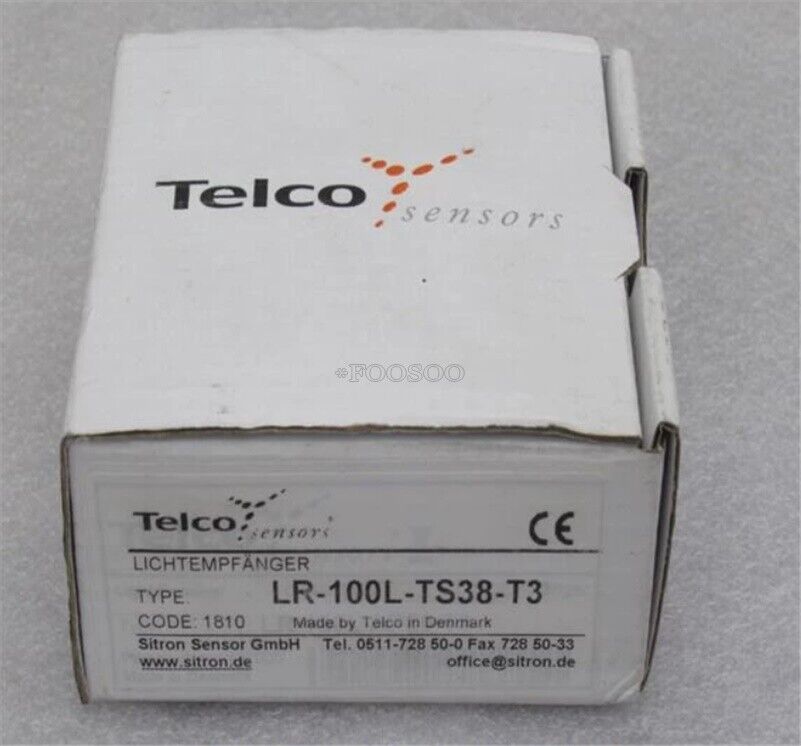 Telco sensors
#FOOSOO
Telco sensors®
CE
LICHTEMPFÄNGER
TYPE LR-100L-TS38-T3
CODE: 1810 Made by Telco in Denmark
Sitron Sensor GmbH Tel. 0511-728 50-0 Fax 728 50-33
www.sitron.de office@sitron.de